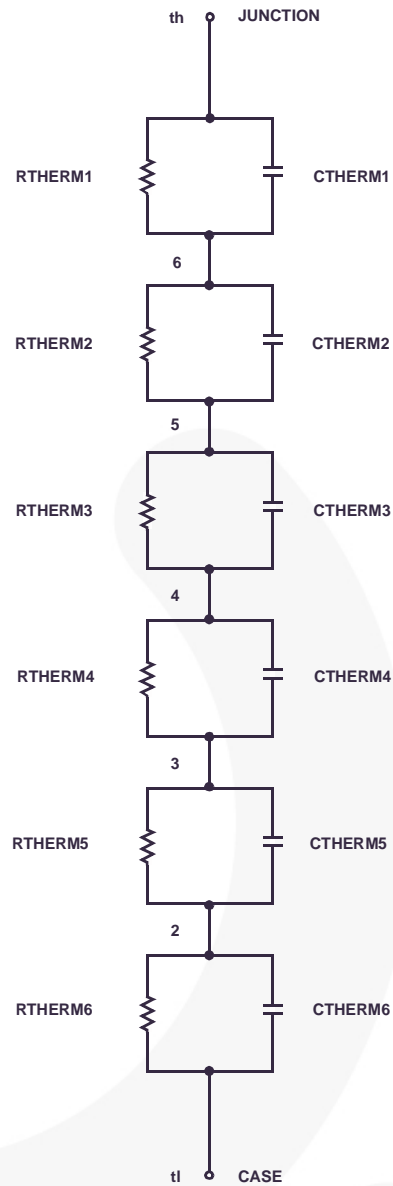 th JUNCTION
RTHERM1 CTHERM1
6
RTHERM2 CTHERM2
5
RTHERM3 CTHERM3
4
RTHERM4 CTHERM4
3
RTHERM5 CTHERM5
2
RTHERM6 CTHERM6
tl CASE